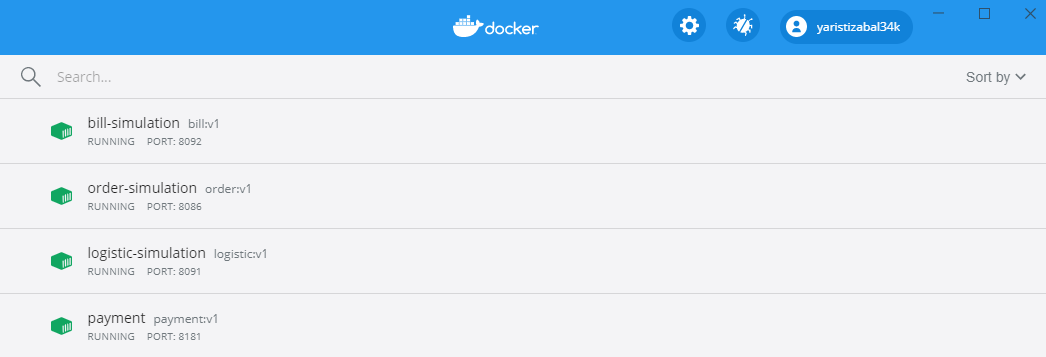 docker
yaristizabal34k
Search...
Sort by
bill-simulation bill:v1
RUNNING PORT: 8092
order-simulation order:v1
RUNNING PORT: 8086
logistic-simulation logistic:v1
RUNNING PORT: 8091
payment payment:v1
RUNNING PORT: 8181